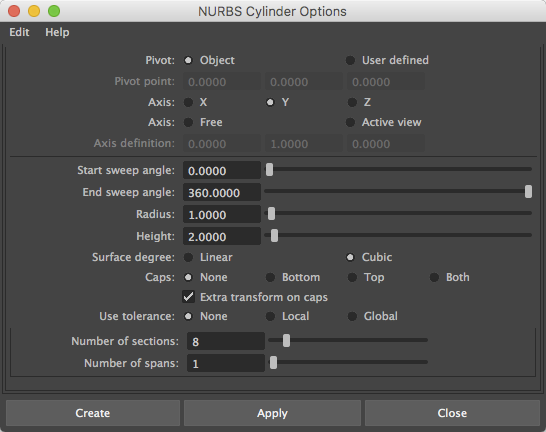 NURBS Cylinder Options
Edit Help
Pivot: Object User defined
Pivot point: 0.0000 0.0000 0.0000
Axis: X Y Z
Axis: Free Active view
Axis definition: 0.0000 1.0000 0.0000
Start sweep angle: 0.0000
End sweep angle: 360.0000
Radius: 1.0000
Height: 2.0000
Surface degree: Linear Cubic
Caps: None Bottom Top Both
Extra transform on caps
Use tolerance: None Local Global
Number of sections: 8
Number of spans: 1
Create Apply Close